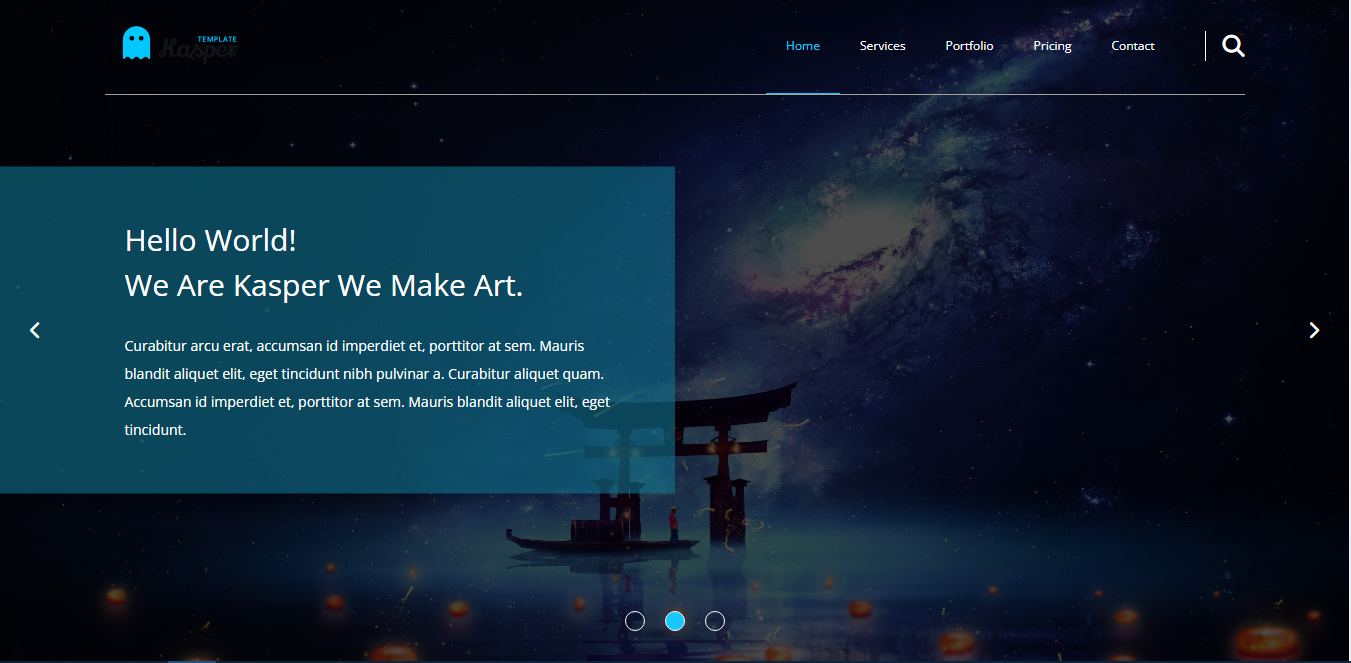 TEMPLATE
Kasper
Home Services Portfolio Pricing Contact
Hello World!
We Are Kasper We Make Art.
Curabitur arcu erat, accumsan id imperdiet et, porttitor at sem. Mauris
blandit aliquet elit, eget tincidunt nibh pulvinar a. Curabitur aliquet quam.
Accumsan id imperdiet et, porttitor at sem. Mauris blandit aliquet elit, eget
tincidunt.